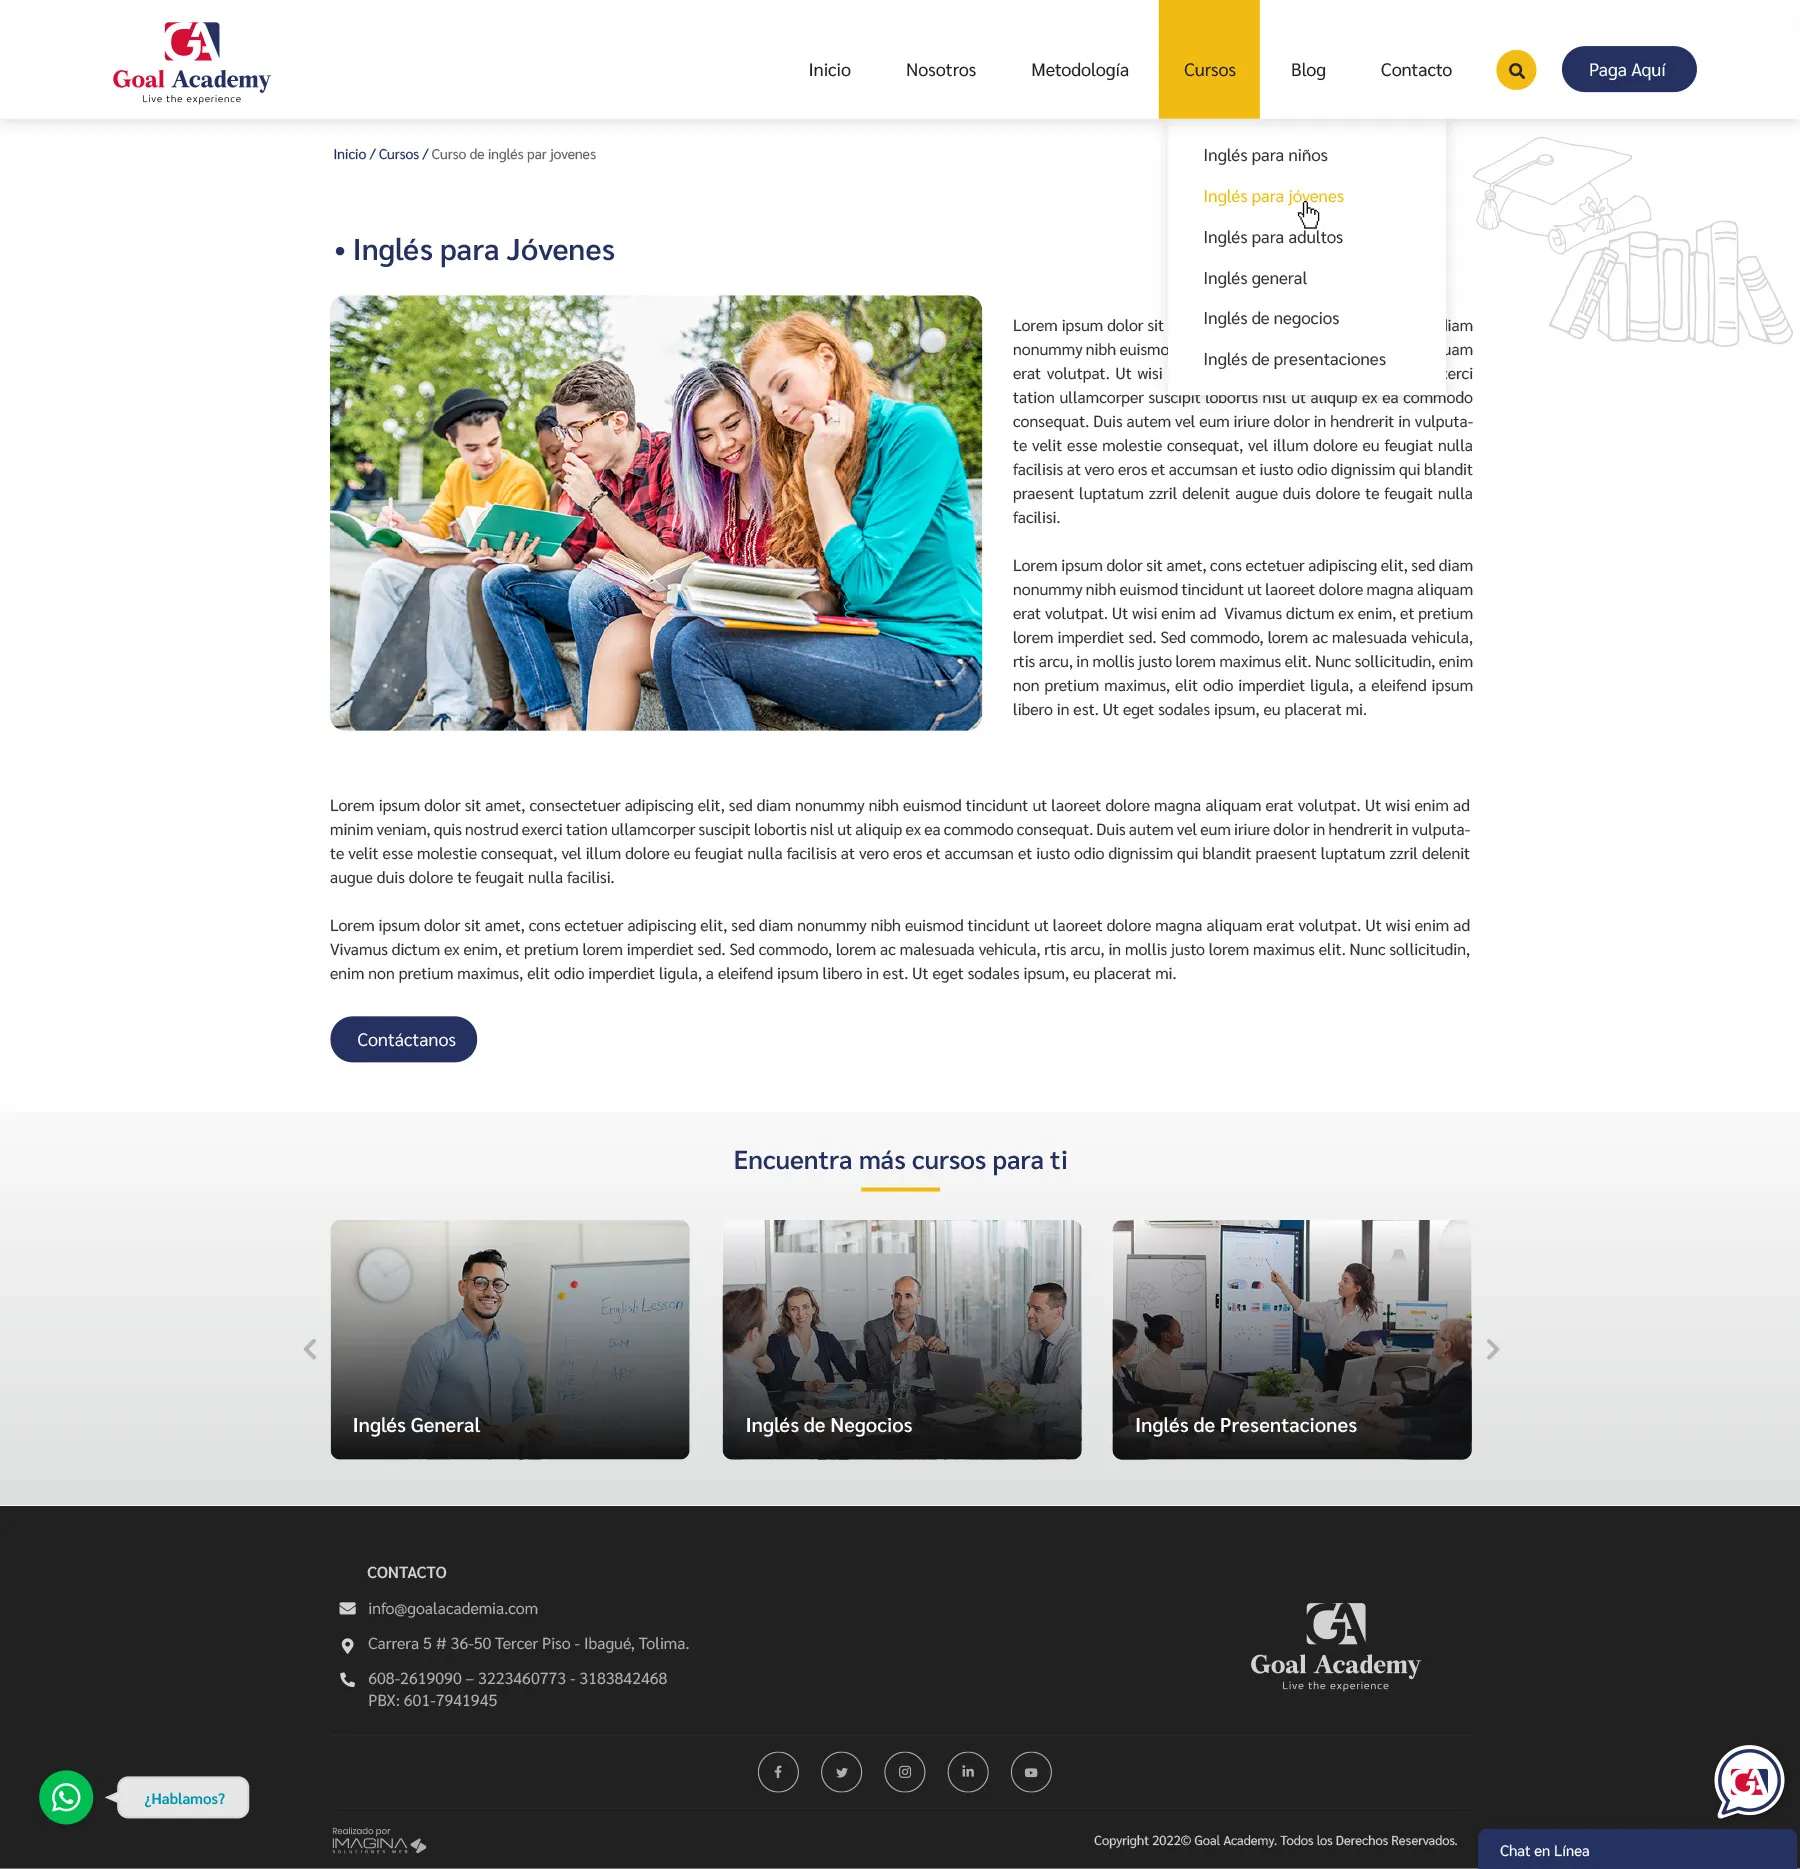 GA
Goal Academy
Live the experience
Inicio
Nosotros
Metodología
Cursos
Blog
Contacto
Paga Aquí
Inicio / Cursos / Curso de inglés par jovenes
Inglés para niños
Inglés para jóvenes
Inglés para adultos
Inglés general
Inglés de negocios
Inglés de presentaciones
• Inglés para Jóvenes
Lorem ipsum dolor sit
nonummy nibh euismo
erat volutpat. Ut wisi
tation ullamcorper suscipit lobortis nisl ut aliquip ex ea commodo
consequat. Duis autem vel eum iriure dolor in hendrerit in vulputa-
te velit esse molestie consequat, vel illum dolore eu feugiat nulla
facilisis at vero eros et accumsan et iusto odio dignissim qui blandit
praesent luptatum zzril delenit augue duis dolore te feugait nulla
facilisi.
Lorem ipsum dolor sit amet, cons ectetuer adipiscing elit, sed diam
nonummy nibh euismod tincidunt ut laoreet dolore magna aliquam
erat volutpat. Ut wisi enim ad Vivamus dictum ex enim, et pretium
lorem imperdiet sed. Sed commodo, lorem ac malesuada vehicula,
rtis arcu, in mollis justo lorem maximus elit. Nunc sollicitudin, enim
non pretium maximus, elit odio imperdiet ligula, a eleifend ipsum
libero in est. Ut eget sodales ipsum, eu placerat mi.
Lorem ipsum dolor sit amet, consectetuer adipiscing elit, sed diam nonummy nibh euismod tincidunt ut laoreet dolore magna aliquam erat volutpat. Ut wisi enim ad
minim veniam, quis nostrud exerci tation ullamcorper suscipit lobortis nisl ut aliquip ex ea commodo consequat. Duis autem vel eum iriure dolor in hendrerit in vulputa-
te velit esse molestie consequat, vel illum dolore eu feugiat nulla facilisis at vero eros et accumsan et iusto odio dignissim qui blandit praesent luptatum zzril delenit
augue duis dolore te feugait nulla facilisi.
Lorem ipsum dolor sit amet, cons ectetuer adipiscing elit, sed diam nonummy nibh euismod tincidunt ut laoreet dolore magna aliquam erat volutpat. Ut wisi enim ad
Vivamus dictum ex enim, et pretium lorem imperdiet sed. Sed commodo, lorem ac malesuada vehicula, rtis arcu, in mollis justo lorem maximus elit. Nunc sollicitudin,
enim non pretium maximus, elit odio imperdiet ligula, a eleifend ipsum libero in est. Ut eget sodales ipsum, eu placerat mi.
Contáctanos
Encuentra más cursos para ti
English Lesson
Inglés General
Inglés de Negocios
Inglés de Presentaciones
CONTACTO
info@goalacademia.com
Carrera 5 # 36-50 Tercer Piso - Ibagué, Tolima.
608-2619090 – 3223460773 - 3183842468
PBX: 601-7941945
GA
Goal Academy
Live the experience
¿Hablamos?
GA
Realizado por
IMAGINA
SOLUCIONES WEB
Copyright 2022© Goal Academy. Todos los Derechos Reservados.
Chat en Línea